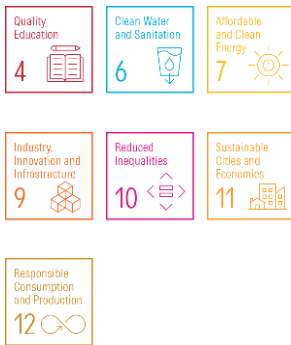 Quality
Education
4
Clean Water
and Sanitation
6
Affordable
and Clean
Energy
7
Industry,
Innovation and
Infrastructure
9
Reduced
Inequalities
10
Sustainable
Cities and
Economies
11
Responsible
Consumption
and Production
12